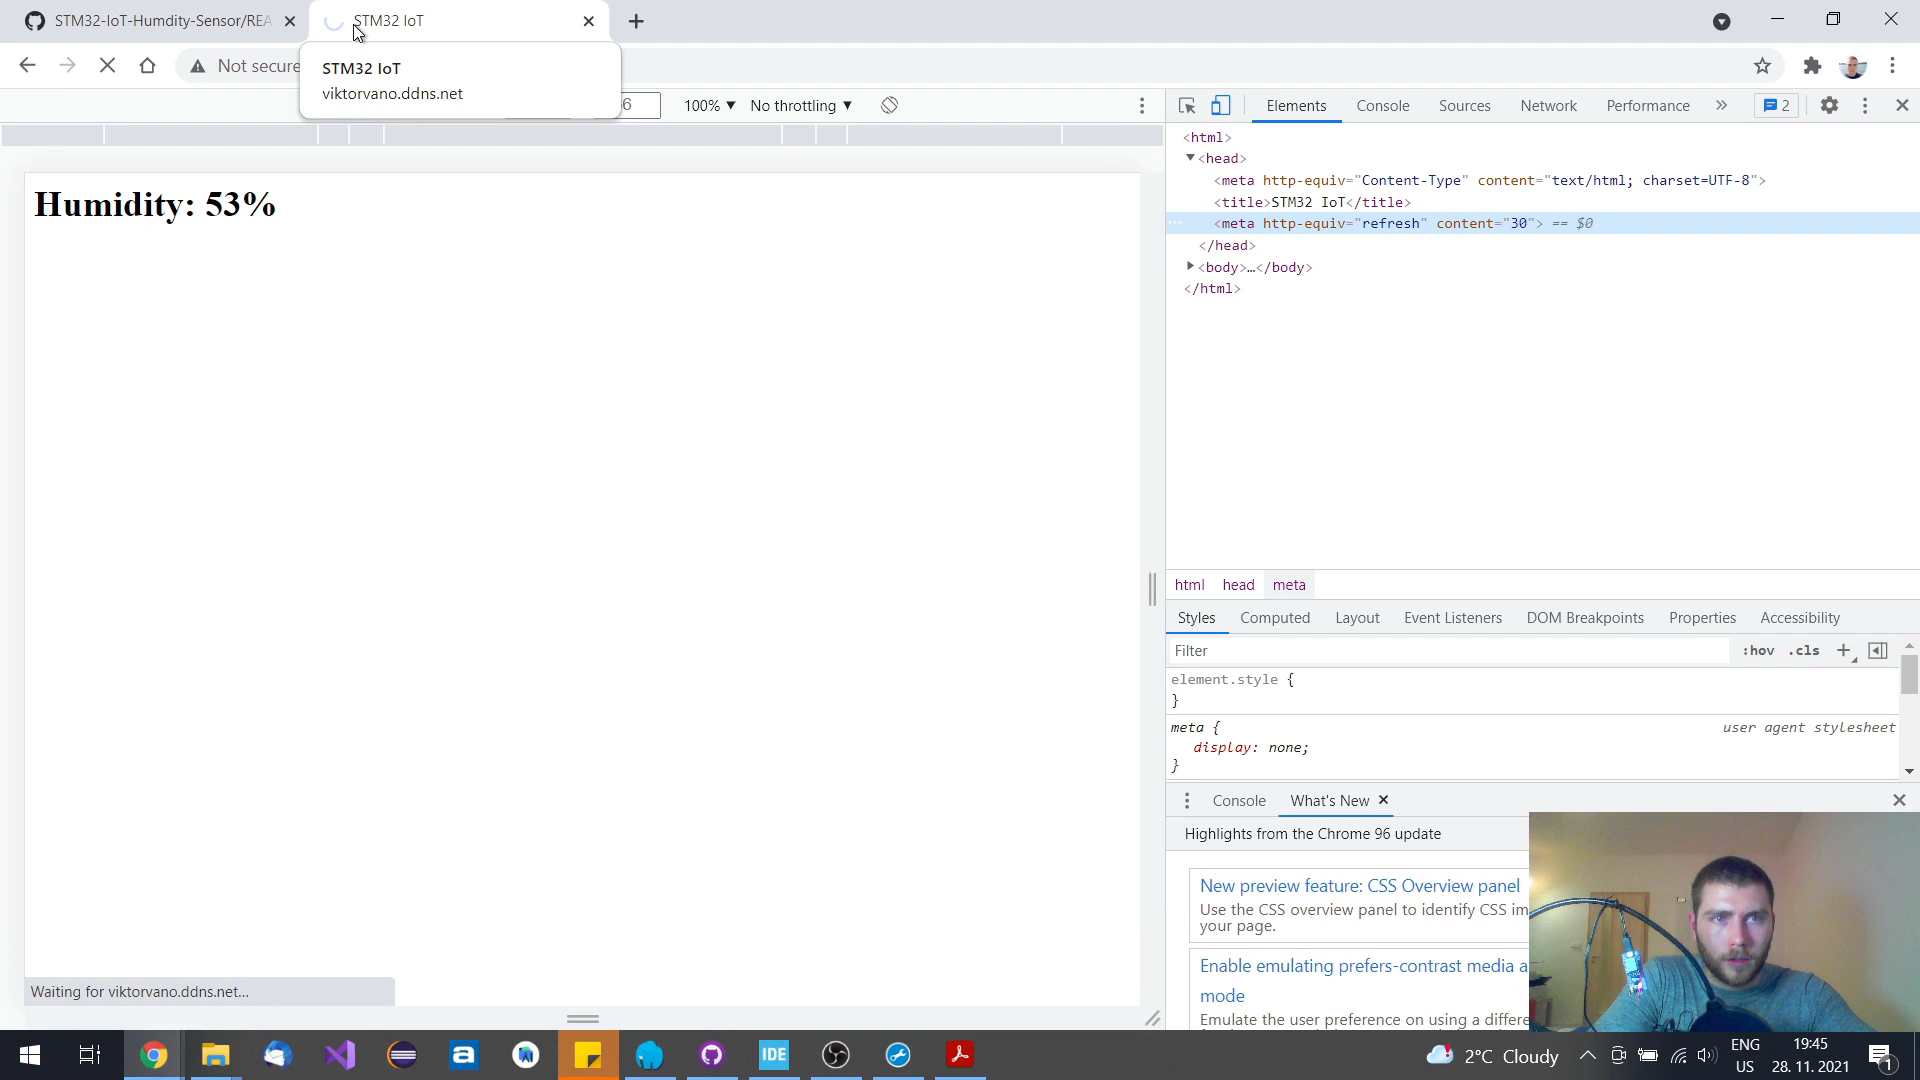 STM32-IoT-Humdity-Sensor/REA
STM32 IoT
Not secure
STM32 IoT
viktorvano.ddns.net
6
100% ▼
No throttling ▼
Elements
Console
Sources
Network
Performance
»
2
<html>
▼<head>
<meta http-equiv="Content-Type" content="text/html; charset=UTF-8">
<title>STM32 IoT</title>
... <meta http-equiv="refresh" content="30"> == $0
</head>
▶<body>…</body>
</html>
Humidity: 53%
html head meta
Styles
Computed
Layout
Event Listeners
DOM Breakpoints
Properties
Accessibility
Filter
:hov .cls +
element.style {
}
meta { user agent stylesheet
display: none;
}
Console
What's New
Highlights from the Chrome 96 update
New preview feature: CSS Overview panel
Use the CSS overview panel to identify CSS im
your page.
Enable emulating prefers-contrast media a
mode
Emulate the user preference on using a differe
Waiting for viktorvano.ddns.net...
a
IDE
2°C Cloudy
ENG
US
19:45
28. 11. 2021
1